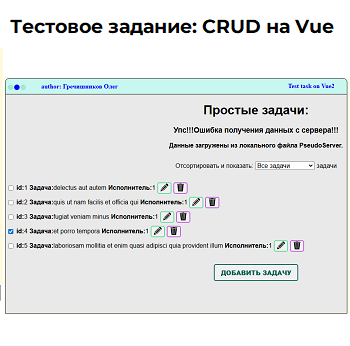 Тестовое задание: CRUD на Vue
author: Гречишников Олег
Test task on Vue2
Простые задачи:
Упс!!!Ошибка получения данных с сервера!!!
Данные загружены из локального файла PseudoServer.
Отсортировать и показать: Все задачи задачи
id:1 Задача:delectus aut autem Исполнитель:1
id:2 Задача:quis ut nam facilis et officia qui Исполнитель:1
id:3 Задача:fugiat veniam minus Исполнитель:1
id:4 Задача:et porro tempora Исполнитель:1
id:5 Задача:laboriosam mollitia et enim quasi adipisci quia provident illum Исполнитель:1
ДОБАВИТЬ ЗАДАЧУ